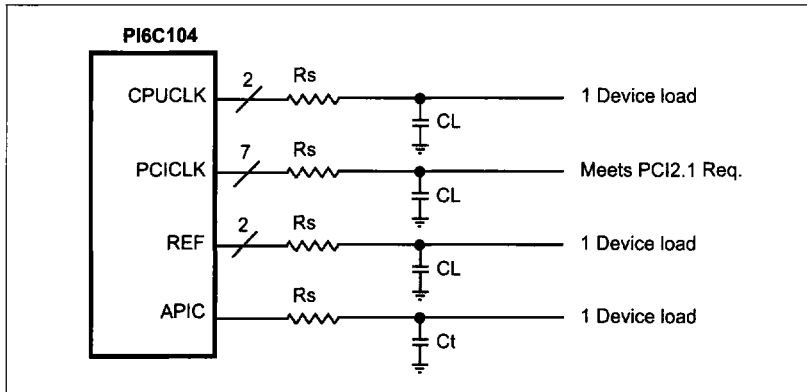 PI6C104
CPUCLK 2 Rs 1 Device load
CL
PCICLK 7 Rs Meets PCI2.1 Req.
CL
REF 2 Rs 1 Device load
CL
APIC Rs 1 Device load
Ct